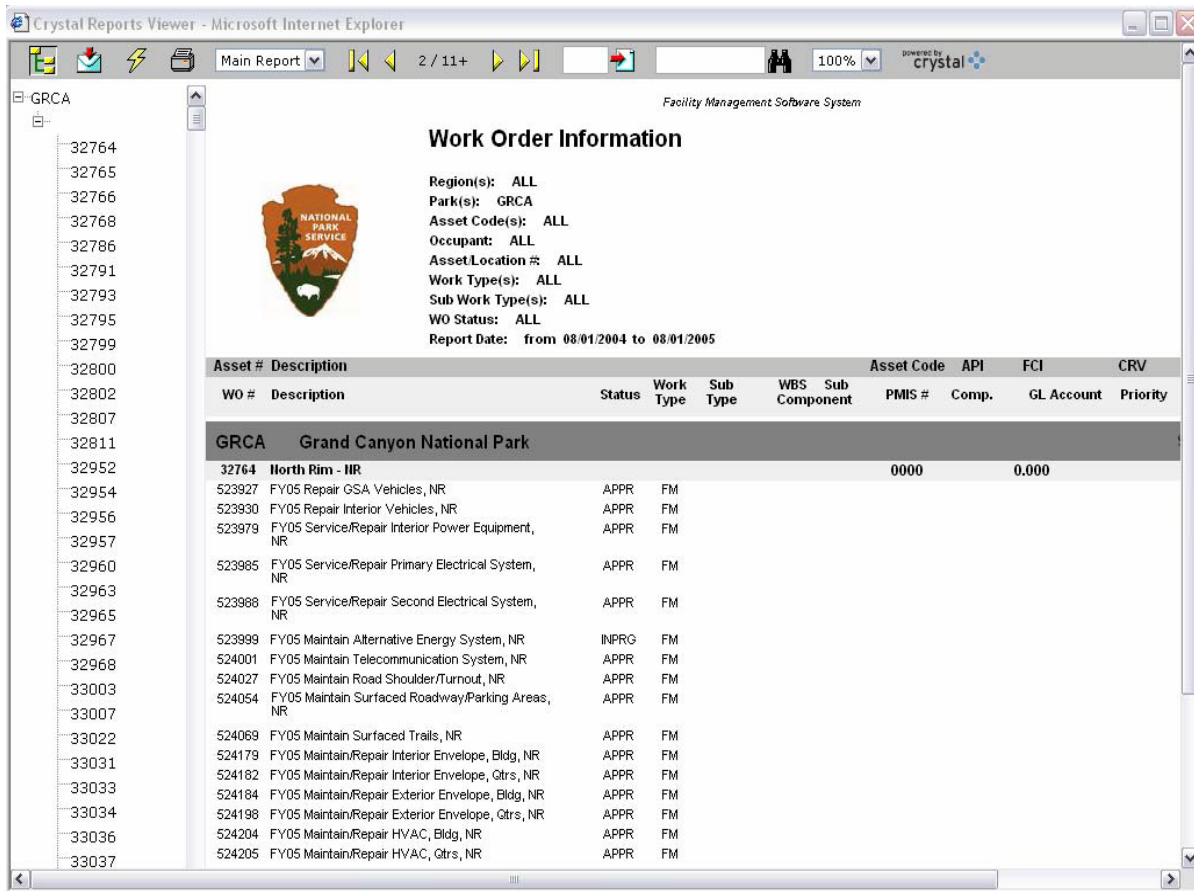 Crystal Reports Viewer - Microsoft Internet Explorer
Main Report 2 / 11+ 100% powered by crystal
GRCA
32764
32765
32766
32768
32786
32791
32793
32795
32799
32800
32802
32807
32811
32952
32954
32956
32957
32960
32963
32965
32967
32968
33003
33007
33022
33031
33033
33034
33036
33037
Facility Management Software System
Work Order Information
NATIONAL
PARK
SERVICE
Region(s): ALL
Park(s): GRCA
Asset Code(s): ALL
Occupant: ALL
Asset/Location #: ALL
Work Type(s): ALL
Sub Work Type(s): ALL
WO Status: ALL
Report Date: from 08/01/2004 to 08/01/2005
Asset # Description Asset Code API FCI CRV
WO # Description Status Work Type Sub Type WBS Sub Component PMIS # Comp. GL Account Priority
GRCA Grand Canyon National Park
32764 North Rim - NR 0000 0.000
523927 FY05 Repair GSA Vehicles, NR APPR FM
523930 FY05 Repair Interior Vehicles, NR APPR FM
523979 FY05 Service/Repair Interior Power Equipment, APPR FM
NR
523985 FY05 Service/Repair Primary Electrical System, APPR FM
NR
523988 FY05 Service/Repair Second Electrical System, APPR FM
NR
523999 FY05 Maintain Alternative Energy System, NR INPRG FM
524001 FY05 Maintain Telecommunication System, NR APPR FM
524027 FY05 Maintain Road Shoulder/Turnout, NR APPR FM
524054 FY05 Maintain Surfaced Roadway/Parking Areas, APPR FM
NR
524069 FY05 Maintain Surfaced Trails, NR APPR FM
524179 FY05 Maintain/Repair Interior Envelope, Bldg, NR APPR FM
524182 FY05 Maintain/Repair Interior Envelope, Qtrs, NR APPR FM
524184 FY05 Maintain/Repair Exterior Envelope, Bldg, NR APPR FM
524198 FY05 Maintain/Repair Exterior Envelope, Qtrs, NR APPR FM
524204 FY05 Maintain/Repair HVAC, Bldg, NR APPR FM
524205 FY05 Maintain/Repair HVAC, Qtrs, NR APPR FM